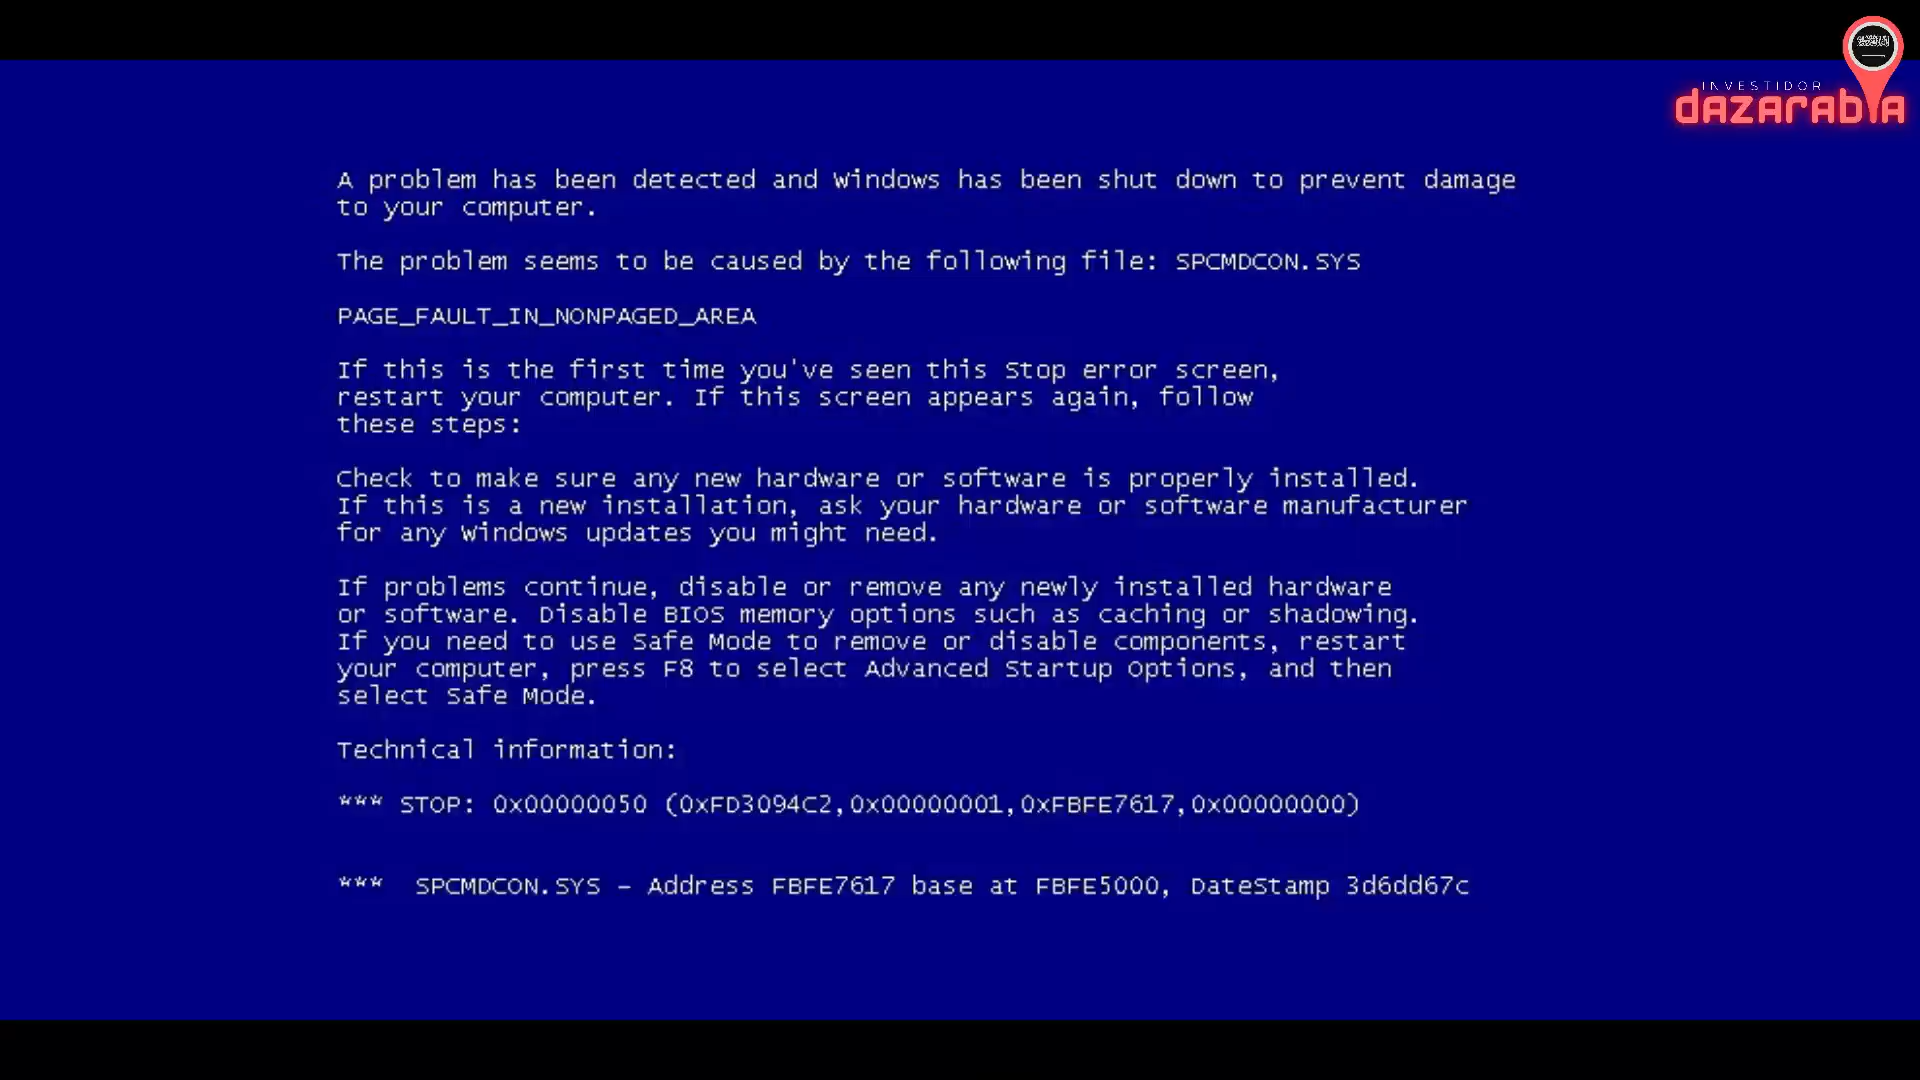 INVESTIDOR
dazarabia
A problem has been detected and Windows has been shut down to prevent damage
to your computer.
The problem seems to be caused by the following file: SPCMDCON.SYS
PAGE_FAULT_IN_NONPAGED_AREA
If this is the first time you've seen this Stop error screen,
restart your computer. If this screen appears again, follow
these steps:
Check to make sure any new hardware or software is properly installed.
If this is a new installation, ask your hardware or software manufacturer
for any Windows updates you might need.
If problems continue, disable or remove any newly installed hardware
or software. Disable BIOS memory options such as caching or shadowing.
If you need to use Safe Mode to remove or disable components, restart
your computer, press F8 to select Advanced Startup Options, and then
select Safe Mode.
Technical information:
*** STOP: 0x00000050 (0xFD3094C2,0x00000001,0xFBFE7617,0x00000000)
*** SPCMDCON.SYS – Address FBFE7617 base at FBFE5000, DateStamp 3d6dd67c